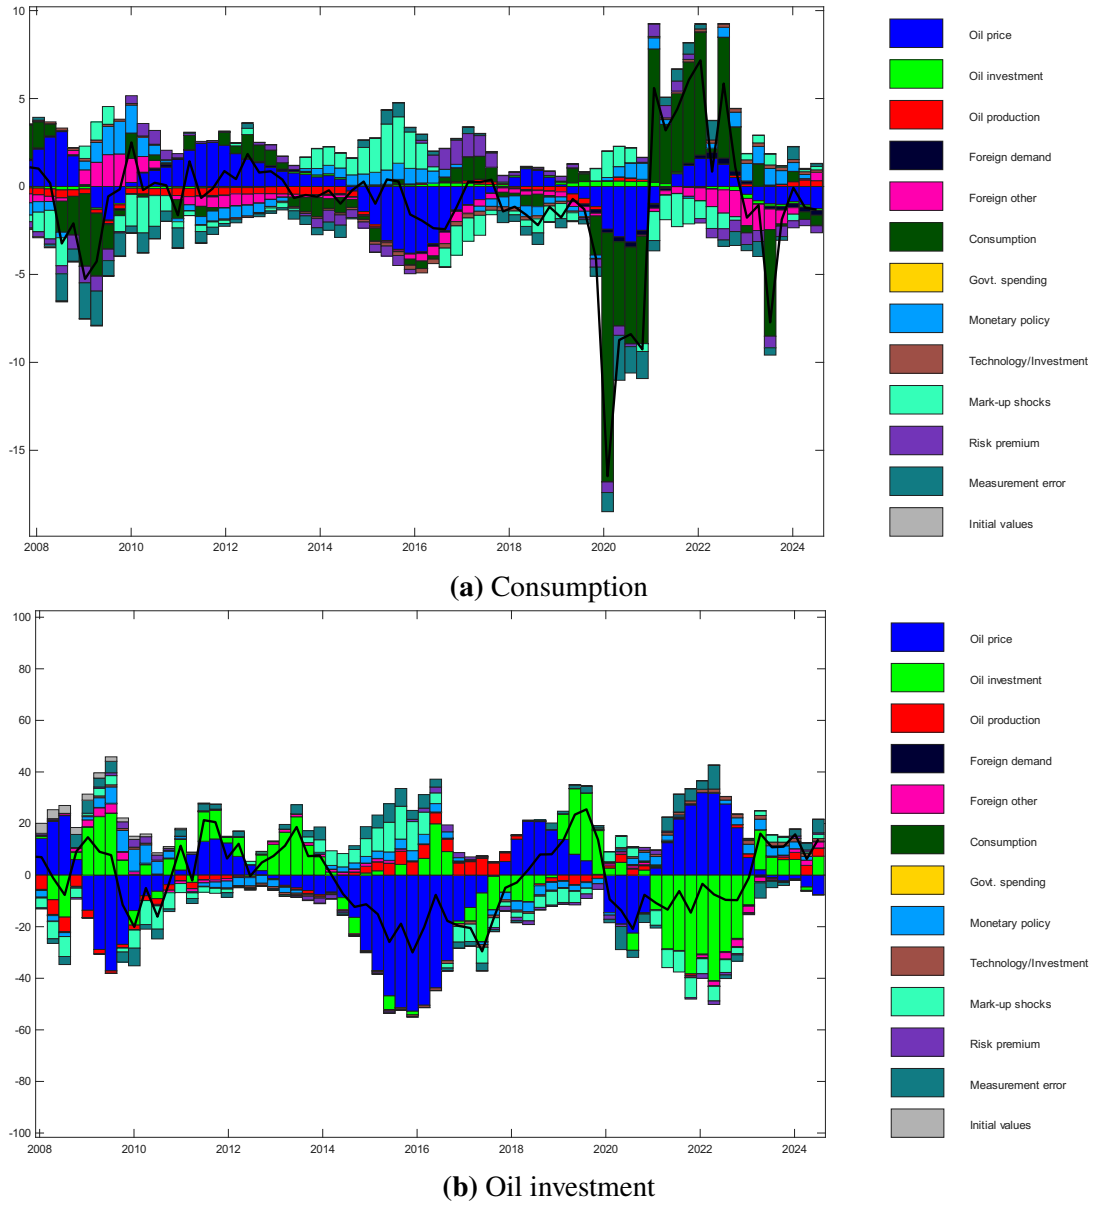 10
5
0
-5
-10
-15
2008 2010 2012 2014 2016 2018 2020 2022 2024
Oil price
Oil investment
Oil production
Foreign demand
Foreign other
Consumption
Govt. spending
Monetary policy
Technology/Investment
Mark-up shocks
Risk premium
Measurement error
Initial values
(a) Consumption
100
80
60
40
20
0
-20
-40
-60
-80
-100
2008 2010 2012 2014 2016 2018 2020 2022 2024
Oil price
Oil investment
Oil production
Foreign demand
Foreign other
Consumption
Govt. spending
Monetary policy
Technology/Investment
Mark-up shocks
Risk premium
Measurement error
Initial values
(b) Oil investment